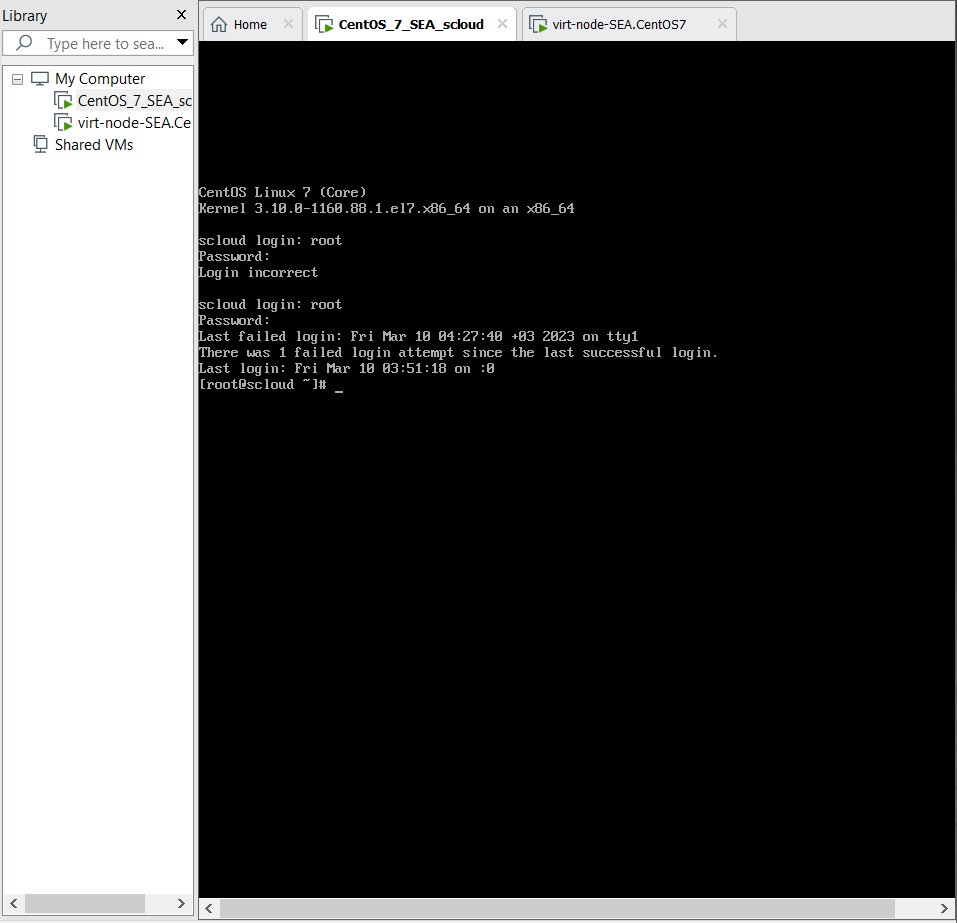 Library
Type here to sea...
My Computer
CentOS_7_SEA_sc
virt-node-SEA.Ce
Shared VMs
Home
CentOS_7_SEA_scloud
virt-node-SEA.CentOS7
CentOS Linux 7 (Core)
Kernel 3.10.0-1160.88.1.el7.x86_64 on an x86_64
scloud login: root
Password:
Login incorrect
scloud login: root
Password:
Last failed login: Fri Mar 10 04:27:40 +03 2023 on tty1
There was 1 failed login attempt since the last successful login.
Last login: Fri Mar 10 03:51:18 on :0
[root@scloud ~]# _